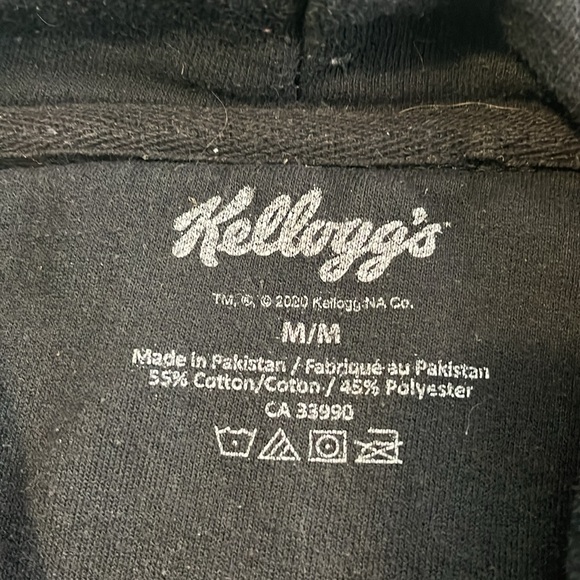 Kellogg's™
TM, ®, © 2020 Kellogg NA Co.
M/M
Made in Pakistan / Fabriqué au Pakistan
55% Cotton/Coton / 45% Polyester
CA 33990